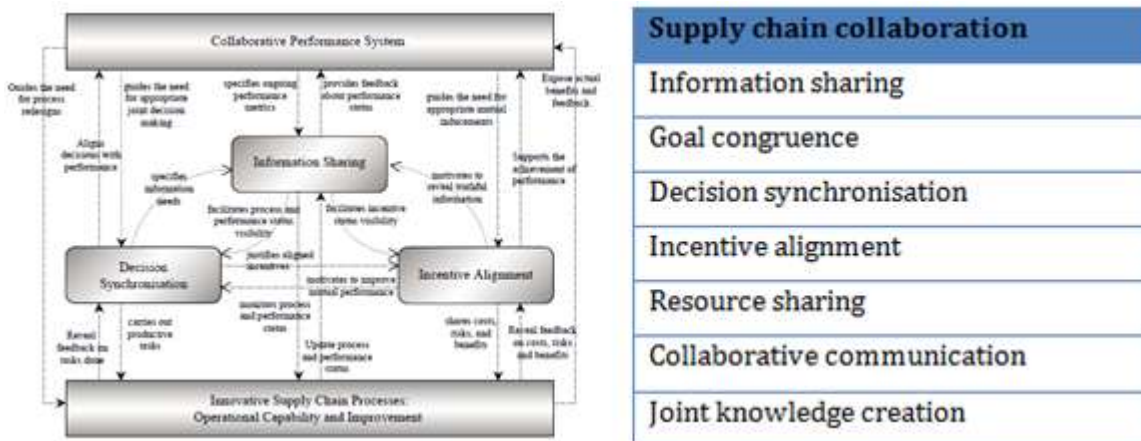 Collaborative Performance System
Guides the need
for process
redesigns
guides the need
for appropriate
joint decision
making
specifies ongoing
performance
metrics
provides feedback
about performance
status
guides the need for
appropriate mutual
inducements
Expose actual
benefits and
feedback
Aligns
decisions with
performance
Supports the
achievement of
performance
Information Sharing
specifies
information
needs
motivates to
reveal truthful
information
facilitates process and
performance status
visibility
facilitates incentive
status visibility
Decision
Synchronisation
justifies aligned
incentives
motivates to improve
mutual performance
Incentive Alignment
monitors process
and performance
status
Reveal
feedback on
tasks done
carries out
productive
tasks
Update process
and performance
status
shares costs,
risks, and
benefits
Reveal feedback
on costs, risks
and benefits
Innovative Supply Chain Processes:
Operational Capability and Improvement
Supply chain collaboration
Information sharing
Goal congruence
Decision synchronisation
Incentive alignment
Resource sharing
Collaborative communication
Joint knowledge creation